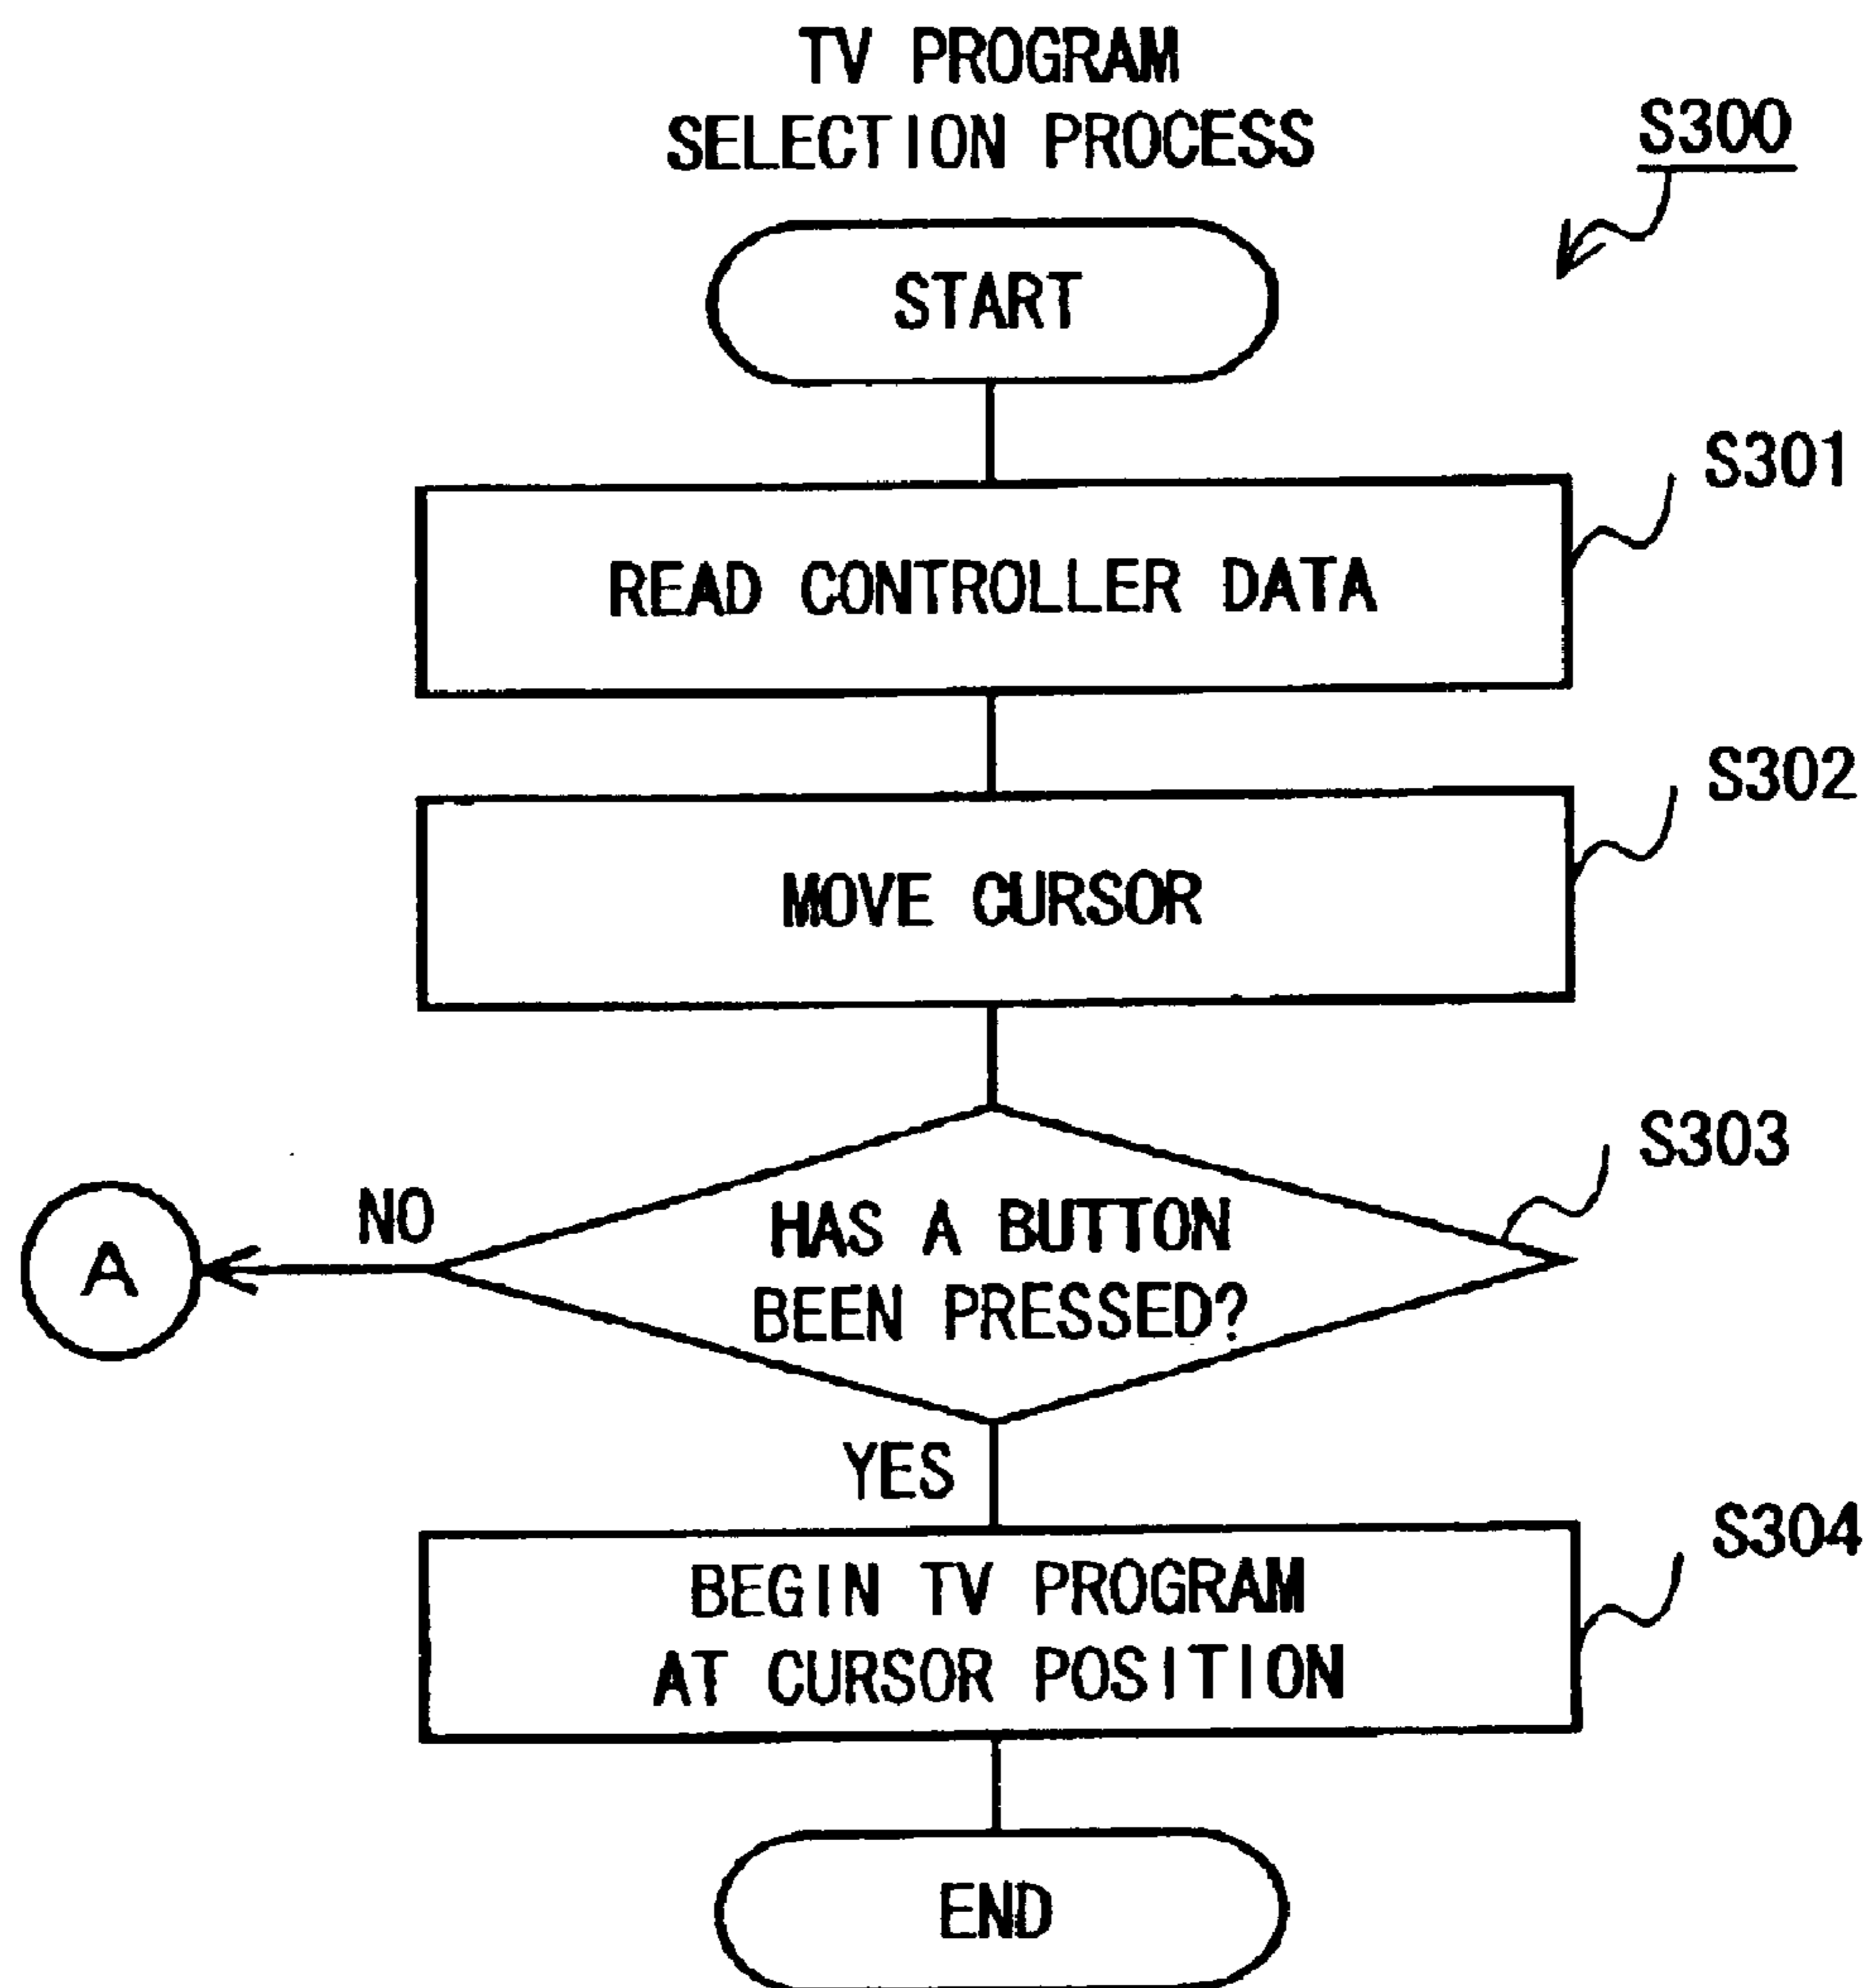 TV PROGRAM
SELECTION PROCESS
S300
START
S301
READ CONTROLLER DATA
S302
MOVE CURSOR
S303
HAS A BUTTON
BEEN PRESSED?
NO
A
YES
S304
BEGIN TV PROGRAM
AT CURSOR POSITION
END